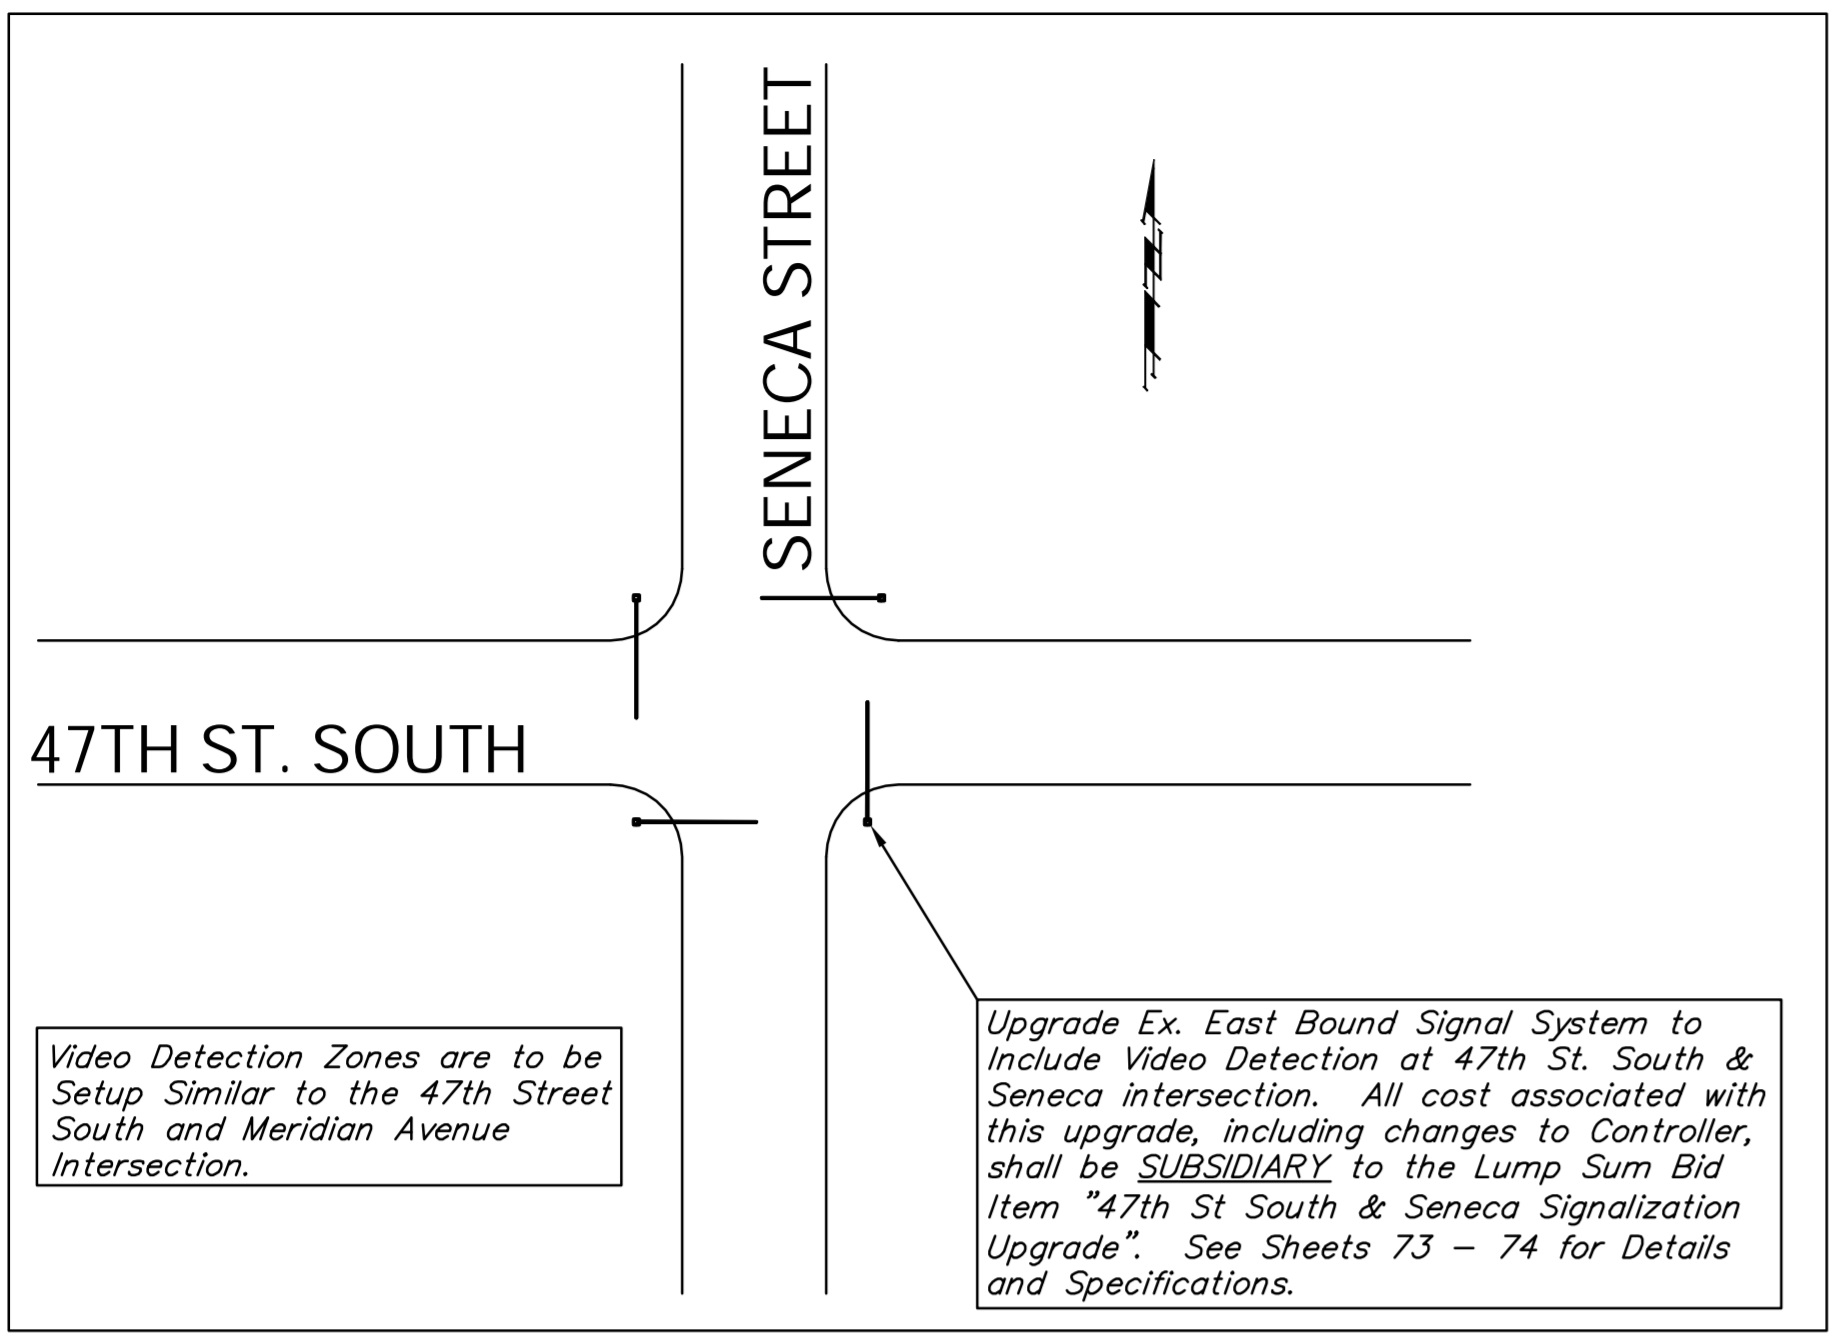 SENECA STREET
47TH ST. SOUTH
Video Detection Zones are to be
Setup Similar to the 47th Street
South and Meridian Avenue
Intersection.
Upgrade Ex. East Bound Signal System to
Include Video Detection at 47th St. South &
Seneca intersection. All cost associated with
this upgrade, including changes to Controller,
shall be SUBSIDIARY to the Lump Sum Bid
Item "47th St South & Seneca Signalization
Upgrade". See Sheets 73 – 74 for Details
and Specifications.